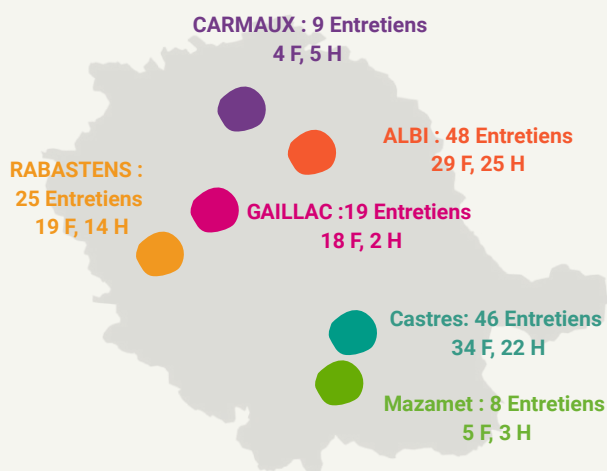 CARMAUX : 9 Entretiens
4 F, 5 H
ALBI : 48 Entretiens
29 F, 25 H
RABASTENS :
25 Entretiens
19 F, 14 H
GAILLAC :19 Entretiens
18 F, 2 H
Castres: 46 Entretiens
34 F, 22 H
Mazamet : 8 Entretiens
5 F, 3 H